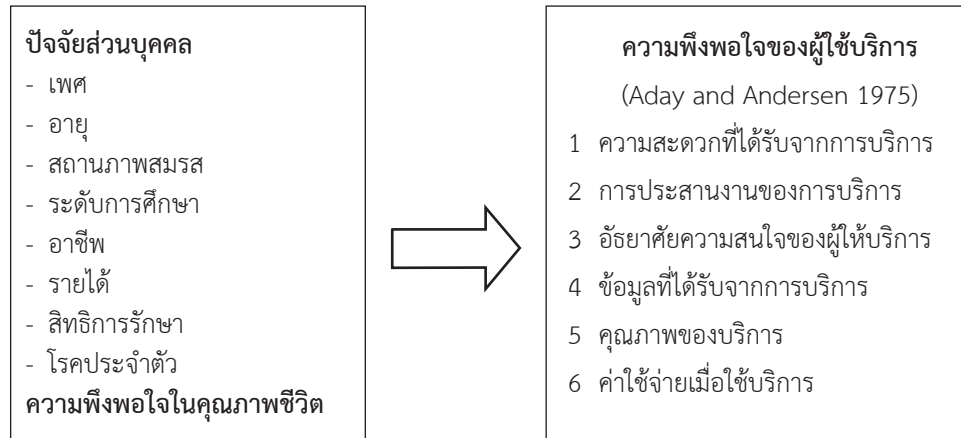 ปัจจัยส่วนบุคคล
- เพศ
- อายุ
- สถานภาพสมรส
- ระดับการศึกษา
- อาชีพ
- รายได้
- สิทธิการรักษา
- โรคประจำตัว
ความพึงพอใจในคุณภาพชีวิต
ความพึงพอใจของผู้ใช้บริการ
(Aday and Andersen 1975)
1 ความสะดวกที่ได้รับจากการบริการ
2 การประสานงานของการบริการ
3 อัธยาศัยความสนใจของผู้ให้บริการ
4 ข้อมูลที่ได้รับจากการบริการ
5 คุณภาพของบริการ
6 ค่าใช้จ่ายเมื่อใช้บริการ